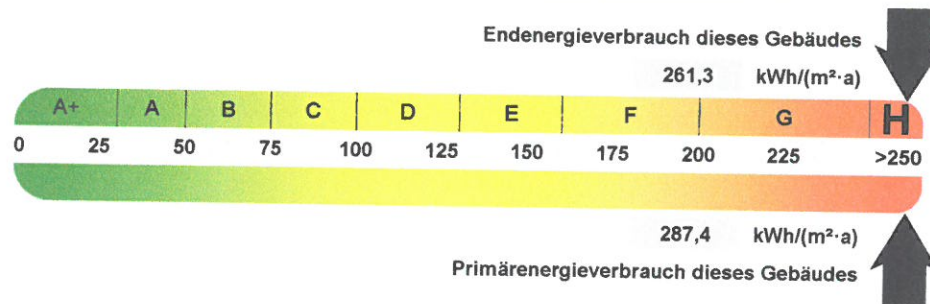 Endenergieverbrauch dieses Gebäudes
261,3 kWh/(m²·a)
A+ A B C D E F G H
0 25 50 75 100 125 150 175 200 225 >250
287,4 kWh/(m²·a)
Primärenergieverbrauch dieses Gebäudes